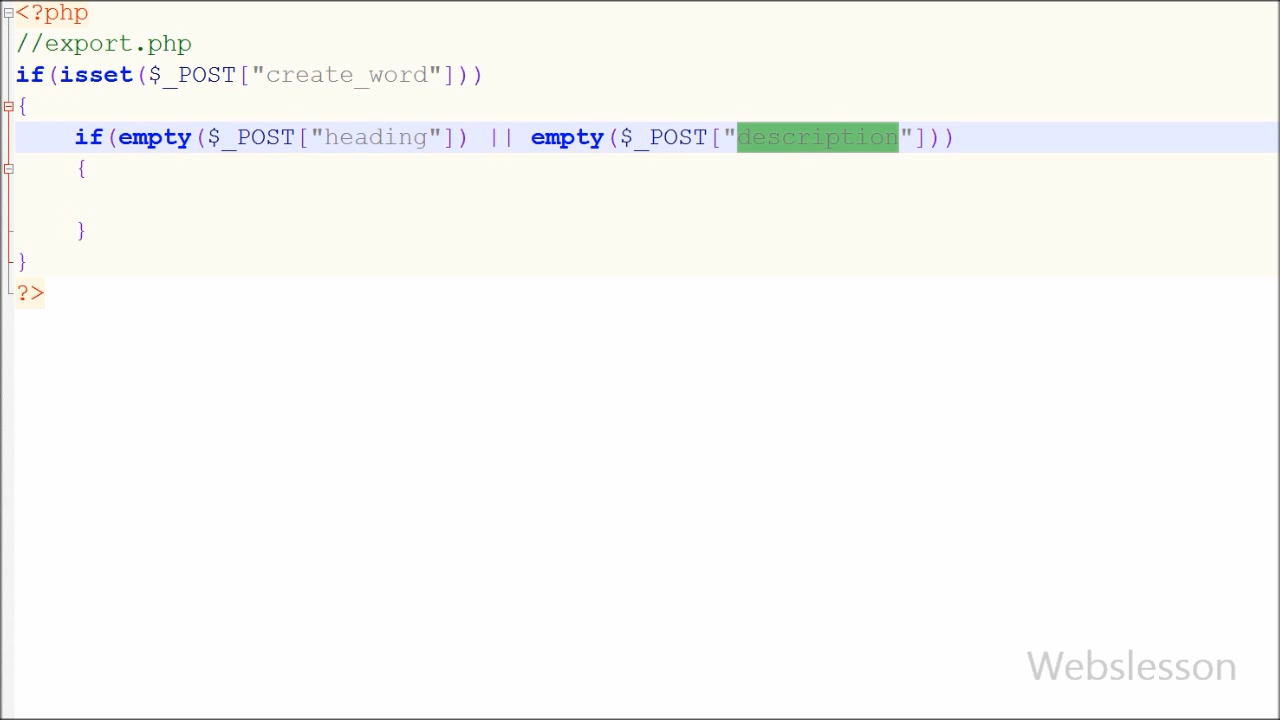 <?php
//export.php
if(isset($_POST["create_word"]))
{
    if(empty($_POST["heading"]) || empty($_POST["description"]))
    {
    }
}
?>
Webslesson